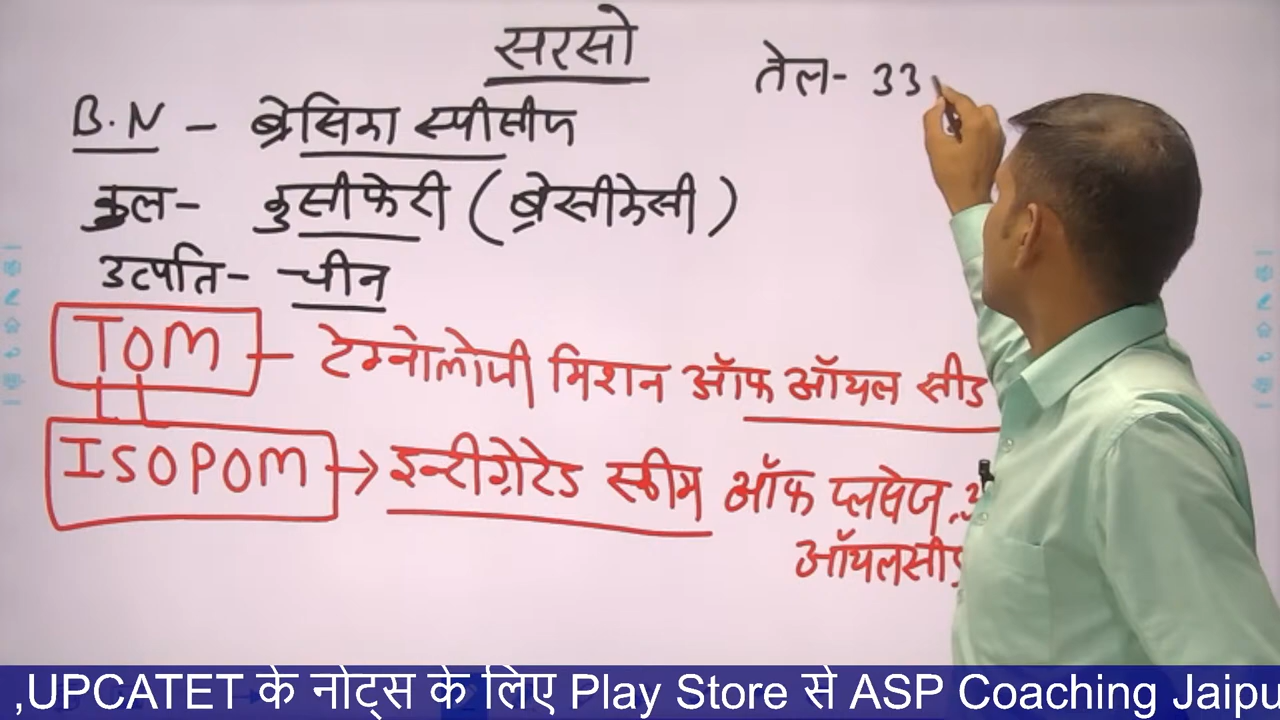 सरसो
तेल- 33
B.N - ब्रेसिका स्पीसीज
कुल- क्रुसीफेरी (ब्रेसीकेसी)
उत्पति- चीन
TOM - टेक्नोलोजी मिशन ऑफ ऑयल सीड
ISOPOM → इन्टीग्रेटेड स्कीम ऑफ प्लसेज
ऑयलसीड
,UPCATET के नोट्स के लिए Play Store से ASP Coaching Jaipu